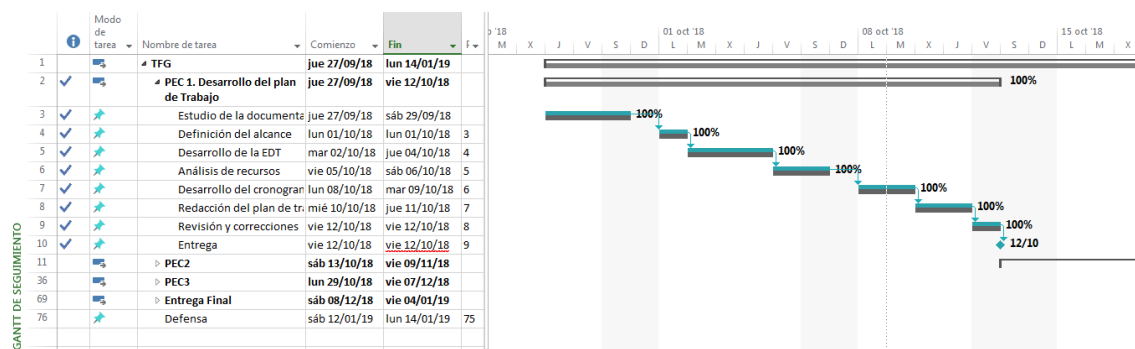 Modo de tarea Nombre de tarea Comienzo Fin
1 TFG jue 27/09/18 lun 14/01/19
2 PEC 1. Desarrollo del plan de Trabajo jue 27/09/18 vie 12/10/18
3 Estudio de la documenta jue 27/09/18 sáb 29/09/18
4 Definición del alcance lun 01/10/18 lun 01/10/18 3
5 Desarrollo de la EDT mar 02/10/18 jue 04/10/18 4
6 Análisis de recursos vie 05/10/18 sáb 06/10/18 5
7 Desarrollo del cronogran lun 08/10/18 mar 09/10/18 6
8 Redacción del plan de tra mié 10/10/18 jue 11/10/18 7
9 Revisión y correcciones vie 12/10/18 vie 12/10/18 8
10 Entrega vie 12/10/18 vie 12/10/18 9
11 PEC2 sáb 13/10/18 vie 09/11/18
36 PEC3 lun 29/10/18 vie 07/12/18
69 Entrega Final sáb 08/12/18 vie 04/01/19
76 Defensa sáb 12/01/19 lun 14/01/19 75
GANTT DE SEGUIMIENTO
'18 01 oct '18 08 oct '18 15 oct '18
M X J V S D L M X J V S D L M X J V S D L M X
100%
100%
100%
100%
100%
100%
100%
100%
12/10